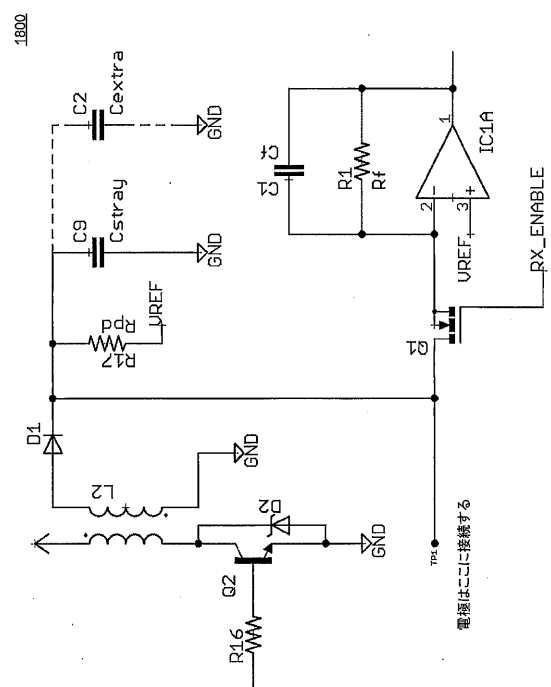 1800
C2
Cextra
GND
C9
Cstray
GND
VREF
Rpd
R17
D1
L2
GND
D2
Q2
GND
R16
Cf
C1
R1
Rf
1
IC1A
2
3
-
+
VREF
RX_ENABLE
Q1
TP1
電極はここに接続する